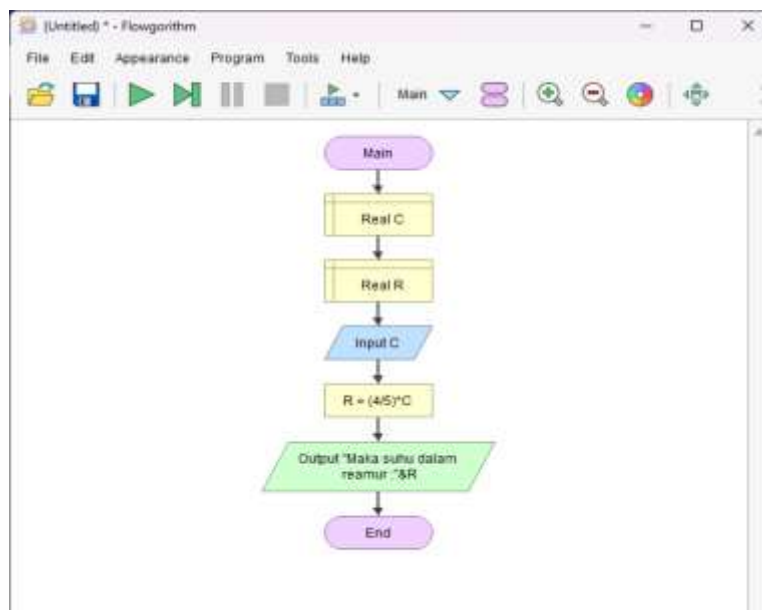 (Untitled) * - Flowgorithm
File Edit Appearance Program Tools Help
Main
Main
Real C
Real R
Input C
R = (4/5)*C
Output "Maka suhu dalam
reamur :"&R
End